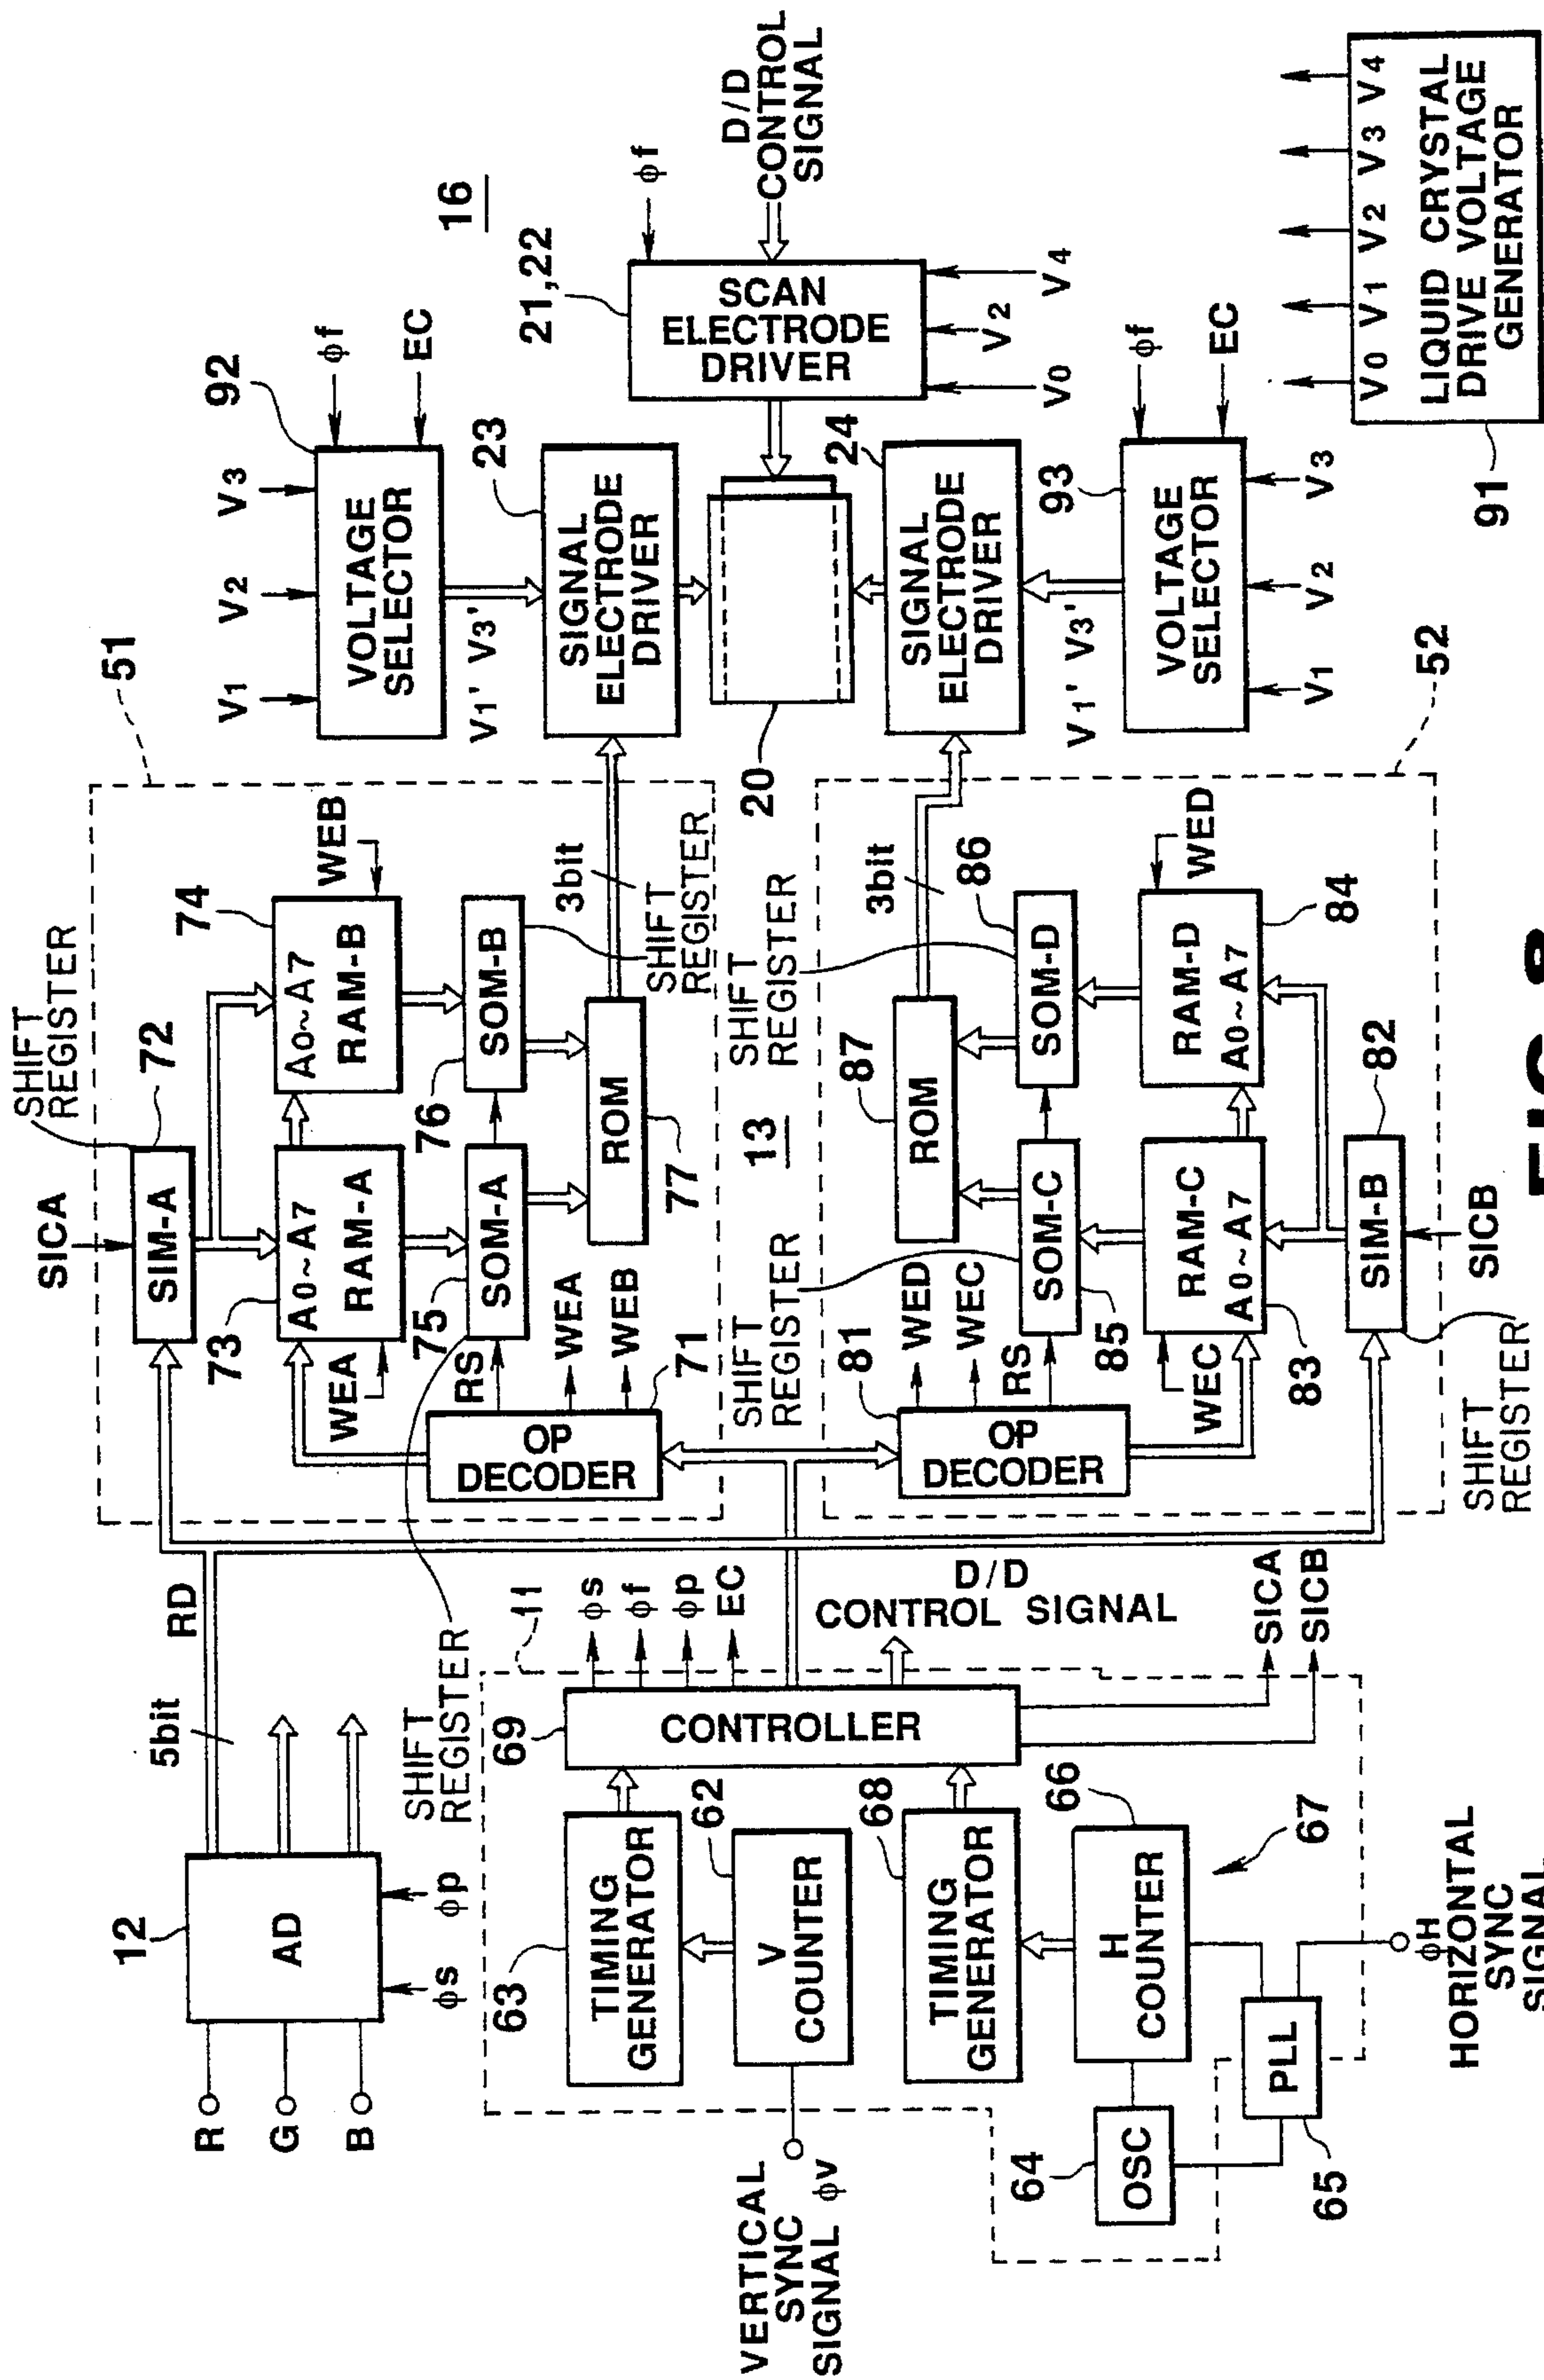 R
G
B
12
AD
ϕs
ϕp
5bit
RD
VERTICAL
SYNC
SIGNAL ϕv
63
TIMING
GENERATOR
62
V
COUNTER
68
TIMING
GENERATOR
66
H
COUNTER
67
64
OSC
65
PLL
ϕH
HORIZONTAL
SYNC
69
CONTROLLER
11
ϕs
ϕf
ϕp
EC
D/D
CONTROL SIGNAL
SICA
SICB
SHIFT
REGISTER
SICA
SHIFT
REGISTER
72
SIM-A
51
73
A0~A7
RAM-A
WEA
74
A0~A7
RAM-B
WEB
75
SOM-A
RS
76
SOM-B
SHIFT
REGISTER
WEA
WEB
71
OP
DECODER
ROM
77
3bit
13
SHIFT
REGISTER
SHIFT
REGISTER
81
OP
DECODER
WED
WEC
RS
87
ROM
3bit
85
SOM-C
86
SOM-D
WEC
83
RAM-C
A0~A7
84
RAM-D
A0~A7
WED
82
SIM-B
SICB
SHIFT
REGISTER
52
V1
V2
V3
92
VOLTAGE
SELECTOR
ϕf
EC
V1' V3'
23
SIGNAL
ELECTRODE
DRIVER
20
16
21,22
SCAN
ELECTRODE
DRIVER
ϕf
D/D
CONTROL
SIGNAL
V0
V2
V4
24
SIGNAL
ELECTRODE
DRIVER
V1' V3'
93
VOLTAGE
SELECTOR
ϕf
EC
V1
V2
V3
91
V0 V1 V2 V3 V4
LIQUID CRYSTAL
DRIVE VOLTAGE
GENERATOR